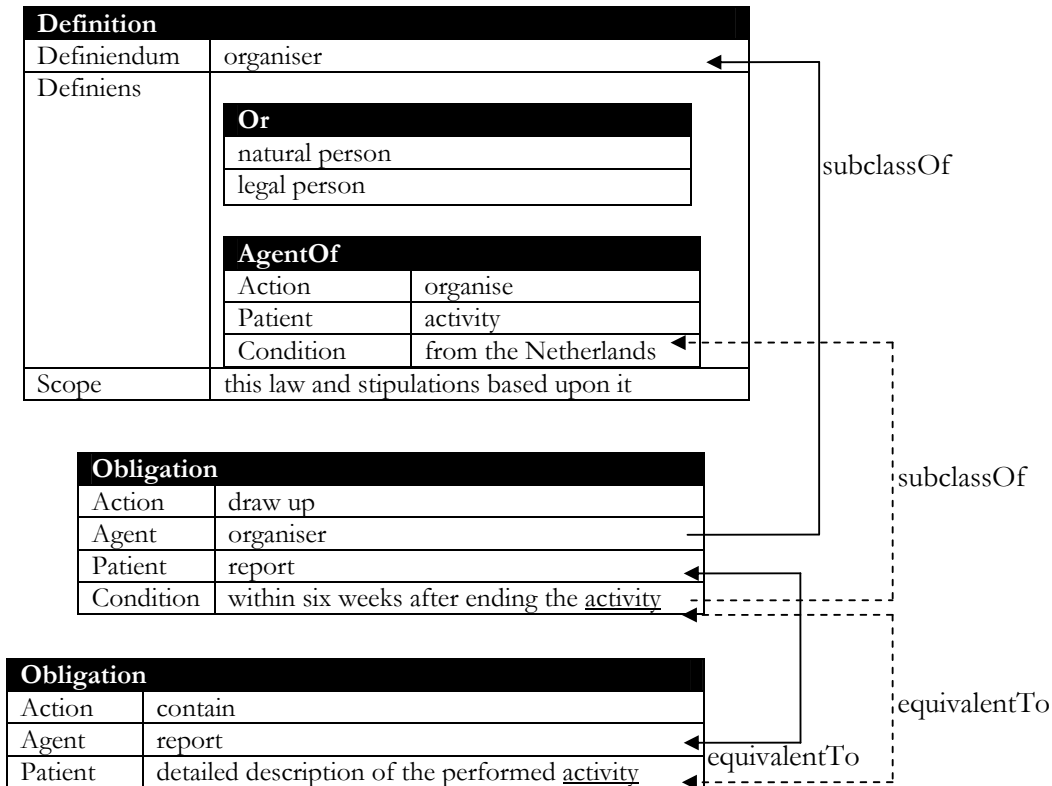 Definition
Definiendum organiser
Definiens
Or
natural person
legal person
subclassOf
AgentOf
Action organise
Patient activity
Condition from the Netherlands
Scope this law and stipulations based upon it
Obligation
subclassOf
Action draw up
Agent organiser
Patient report
Condition within six weeks after ending the activity
Obligation
Action contain
equivalentTo
Agent report
equivalentTo
Patient detailed description of the performed activity